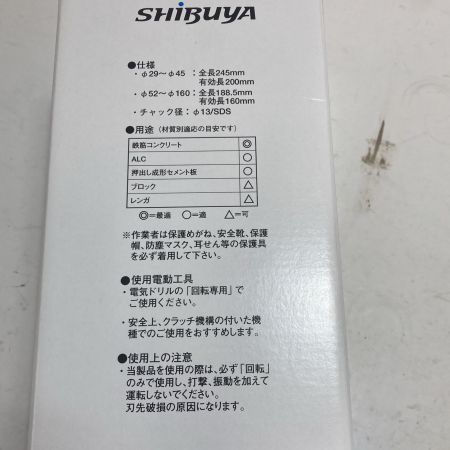 SHIBUYA
●仕様
・φ29〜φ45 ：全長245mm
有効長200mm
・φ52〜φ160：全長188.5mm
有効長160mm
・チャック径：φ13/SDS
●用途（材質別適応の目安です）
鉄筋コンクリート ◎
ALC ○
押出し成形セメント板 ○
ブロック △
レンガ △
◎=最適 ○=適 △=可
※作業者は保護めがね、安全靴、保護
帽、防塵マスク、耳せん等の保護具
を必ず着用して下さい。
●使用電動工具
・電気ドリルの「回転専用」で
ご使用ください。
・安全上、クラッチ機構の付いた機
種でのご使用をおすすめします。
●使用上の注意
・当製品を使用の際は、必ず「回転」
のみで使用し、打撃、振動を加えて
運転しないでください。
刃先破損の原因になります。